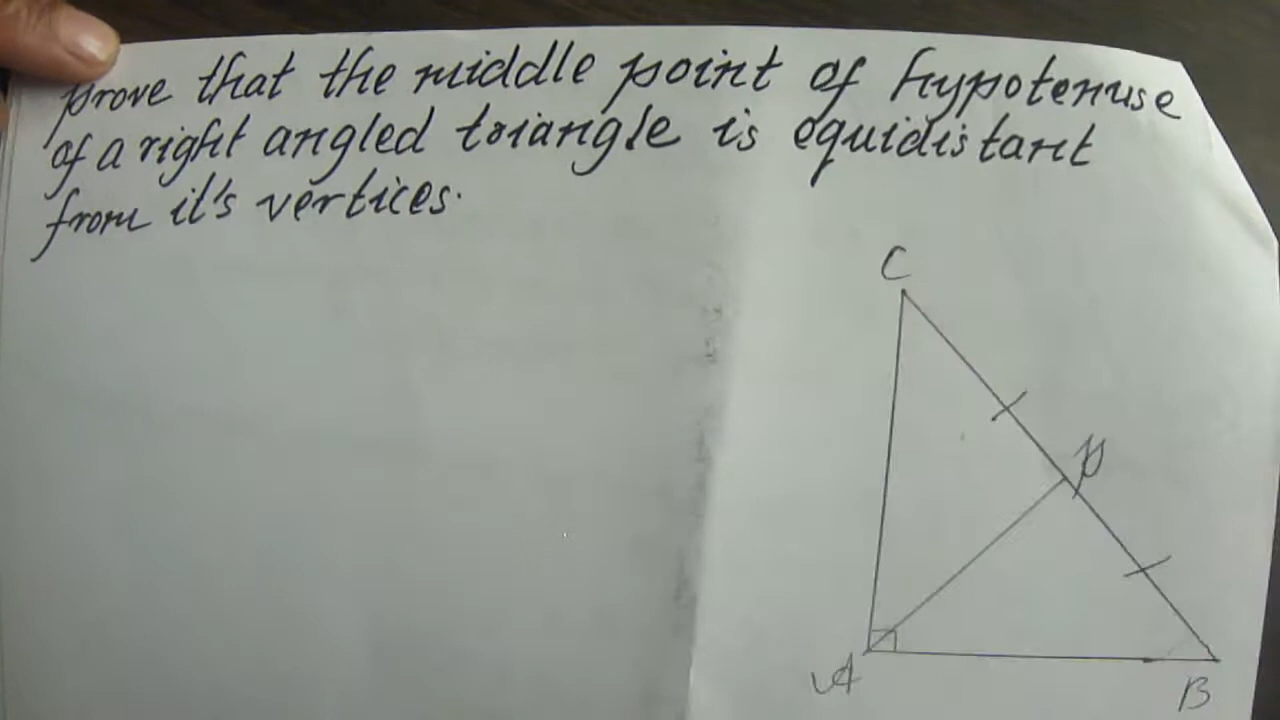 prove that the middle point of hypotenuse
of a right angled triangle is equidistant
from it's vertices.
C
p
A
B